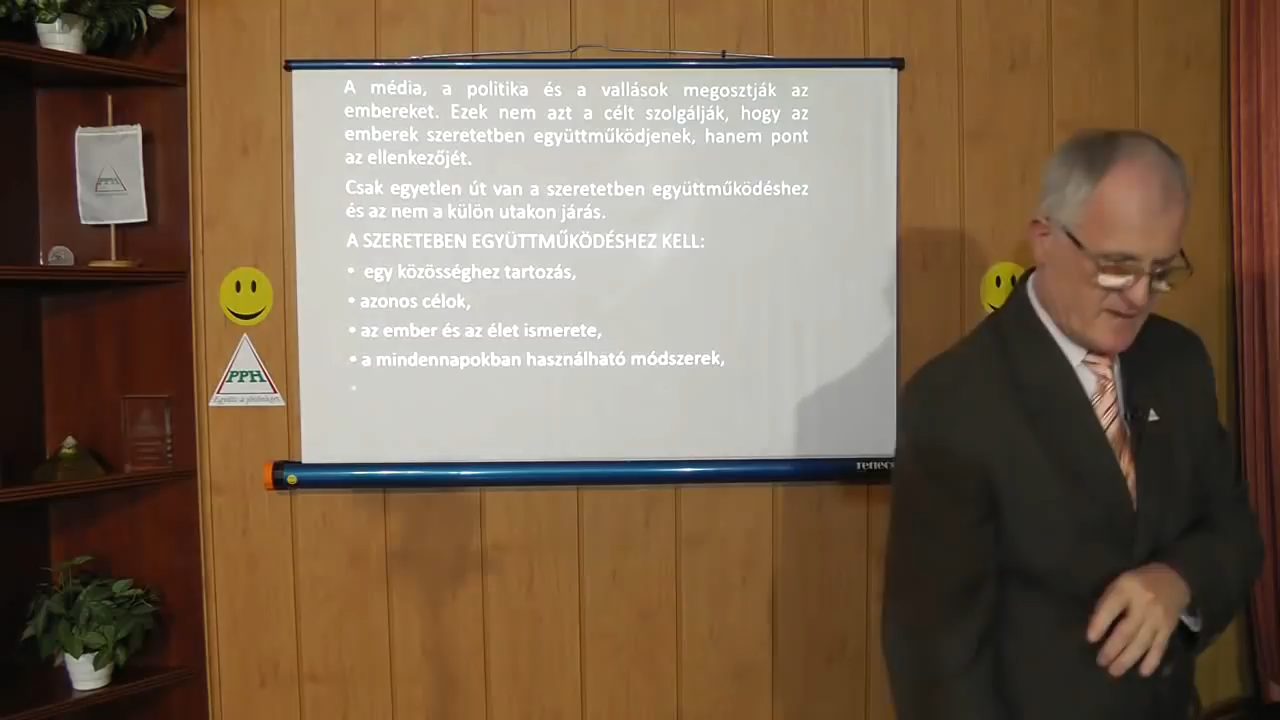 A média, a politika és a vallások megosztják az
embereket. Ezek nem azt a célt szolgálják, hogy az
emberek szeretetben együttműködjenek, hanem pont
az ellenkezőjét.
Csak egyetlen út van a szeretetben együttműködéshez
és az nem a külön utakon járás.
A SZERETEBEN EGYÜTTMŰKÖDÉSHEZ KELL:
• egy közösséghez tartozás,
• azonos célok,
• az ember és az élet ismerete,
• a mindennapokban használható módszerek,
•
PPH